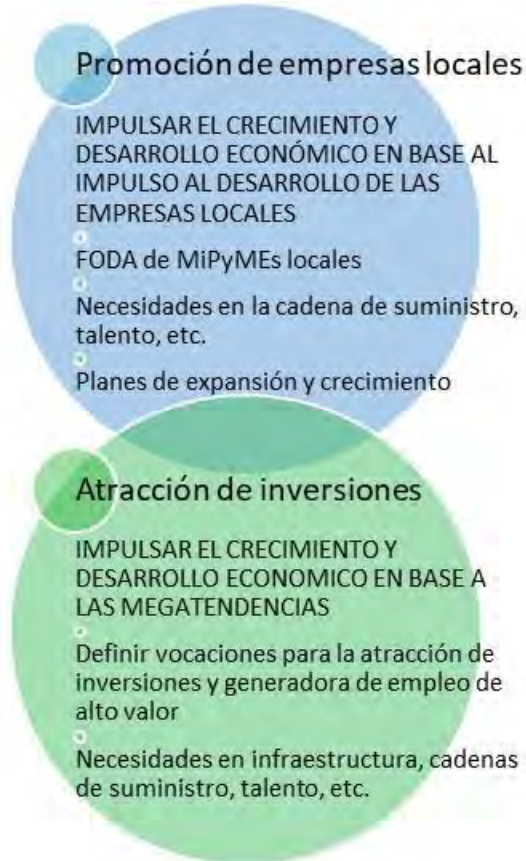 Promoción de empresas locales
IMPULSAR EL CRECIMIENTO Y
DESARROLLO ECONÓMICO EN BASE AL
IMPULSO AL DESARROLLO DE LAS
EMPRESAS LOCALES
FODA de MiPyMEs locales
Necesidades en la cadena de suministro,
talento, etc.
Planes de expansión y crecimiento
Atracción de inversiones
IMPULSAR EL CRECIMIENTO Y
DESARROLLO ECONOMICO EN BASE A
LAS MEGATENDENCIAS
Definir vocaciones para la atracción de
inversiones y generadora de empleo de
alto valor
Necesidades en infraestructura, cadenas
de suministro, talento, etc.